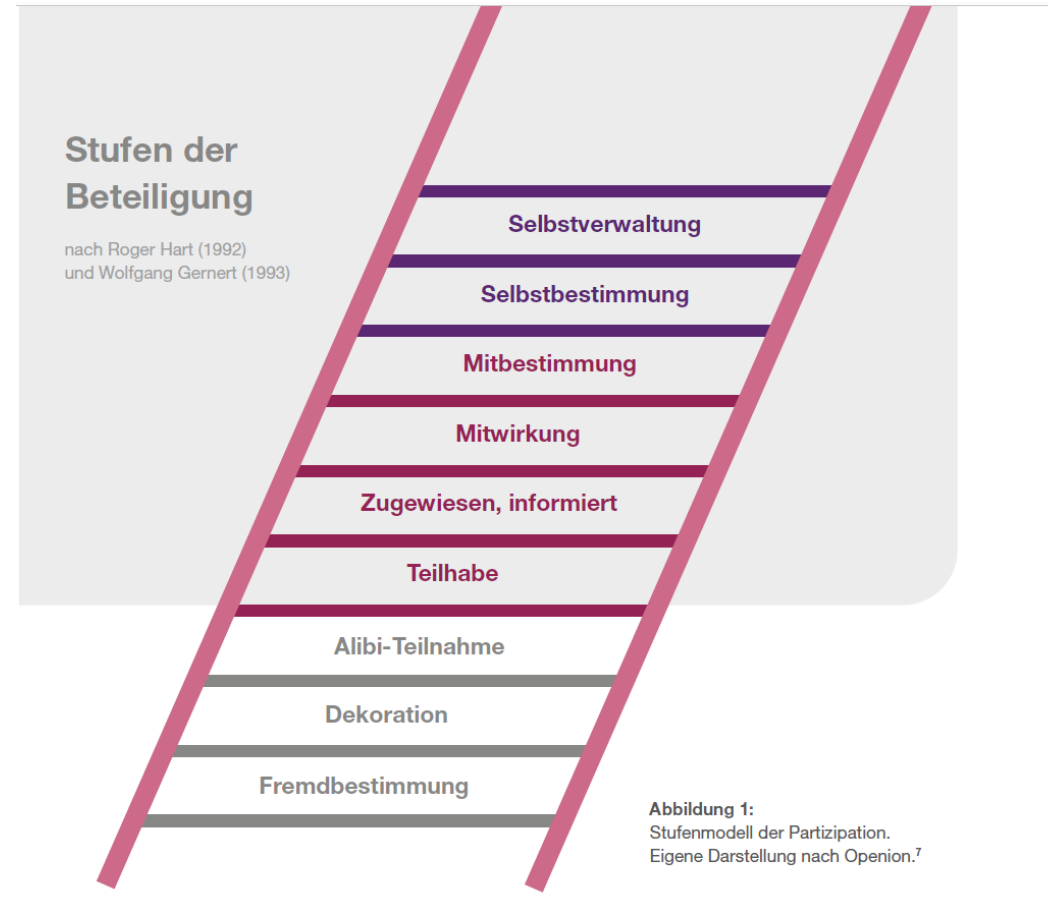 Stufen der
Beteiligung
nach Roger Hart (1992)
und Wolfgang Gernert (1993)
Selbstverwaltung
Selbstbestimmung
Mitbestimmung
Mitwirkung
Zugewiesen, informiert
Teilhabe
Alibi-Teilnahme
Dekoration
Fremdbestimmung
Abbildung 1:
Stufenmodell der Partizipation.
Eigene Darstellung nach Openion.⁷